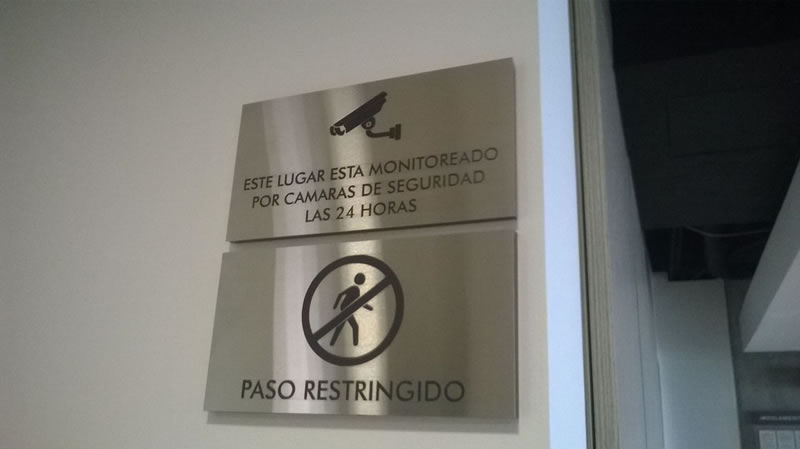 ESTE LUGAR ESTA MONITOREADO
POR CAMARAS DE SEGURIDAD
LAS 24 HORAS
PASO RESTRINGIDO